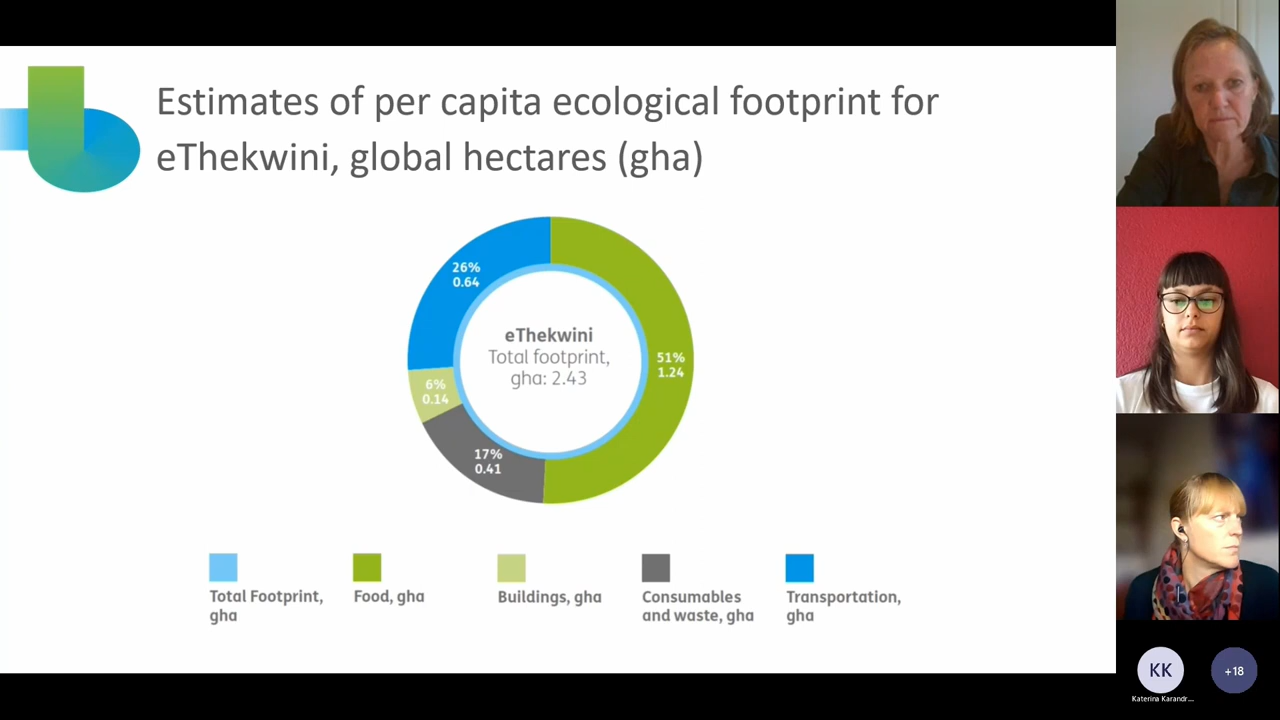 Estimates of per capita ecological footprint for
eThekwini, global hectares (gha)
26%
0.64
51%
1.24
6%
0.14
17%
0.41
eThekwini
Total footprint,
gha: 2.43
Total Footprint,
gha
Food, gha
Buildings, gha
Consumables
and waste, gha
Transportation,
gha
KK
+18
Katerina Karandr...